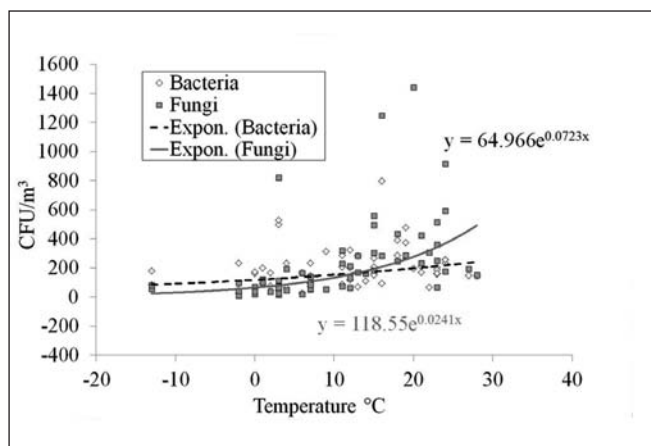 1600
1400
1200
1000
800
600
400
200
0
-200
-400
CFU/m³
Bacteria
Fungi
Expon. (Bacteria)
Expon. (Fungi)
y = 64.966e^0.0723x
y = 118.55e^0.0241x
-20 -10 0 10 20 30 40
Temperature °C